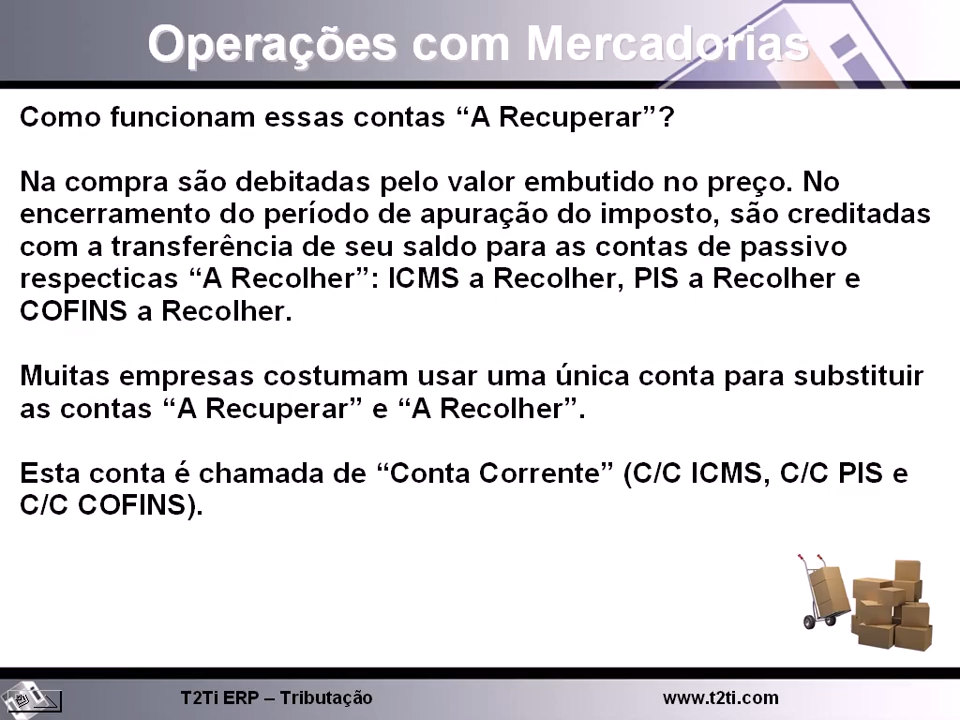 Operações com Mercadorias
Como funcionam essas contas “A Recuperar”?
Na compra são debitadas pelo valor embutido no preço. No
encerramento do período de apuração do imposto, são creditadas
com a transferência de seu saldo para as contas de passivo
respecticas “A Recolher”: ICMS a Recolher, PIS a Recolher e
COFINS a Recolher.
Muitas empresas costumam usar uma única conta para substituir
as contas “A Recuperar” e “A Recolher”.
Esta conta é chamada de “Conta Corrente” (C/C ICMS, C/C PIS e
C/C COFINS).
T2Ti ERP – Tributação
www.t2ti.com